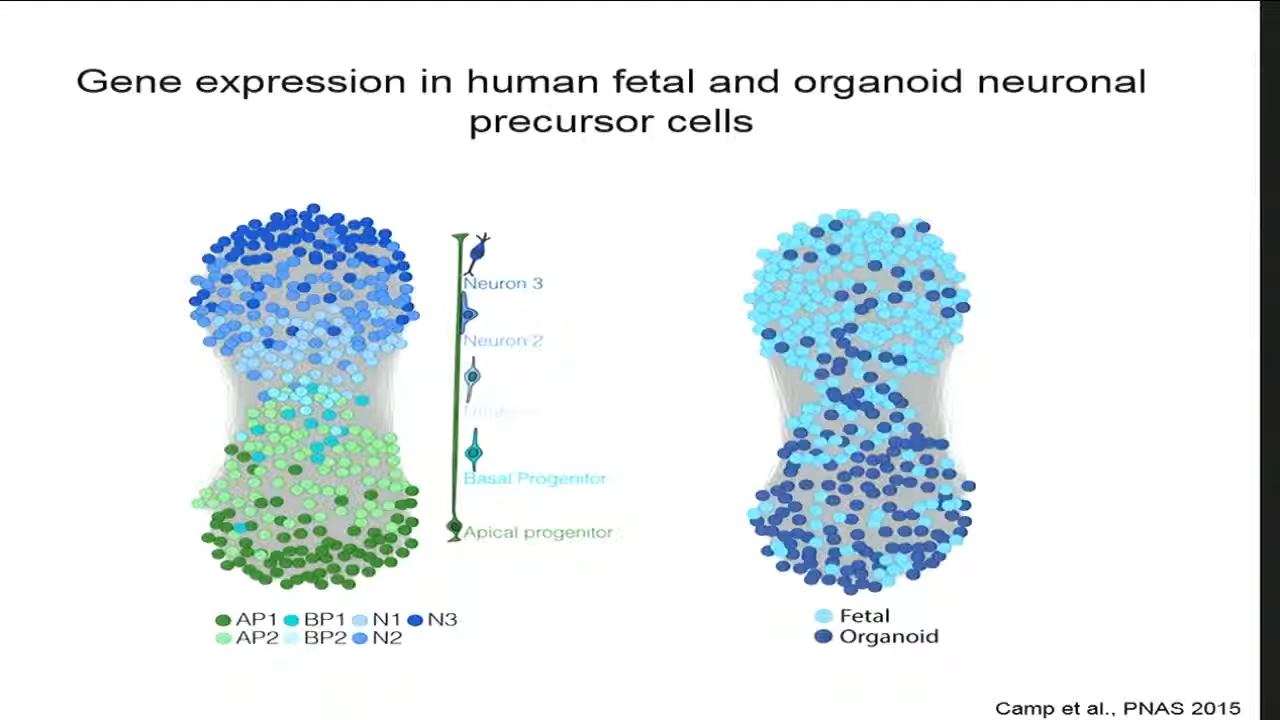 Gene expression in human fetal and organoid neuronal
precursor cells
Neuron 3
Neuron 2
Basal Progenitor
Apical progenitor
AP1 BP1 N1 N3
AP2 BP2 N2
Fetal
Organoid
Camp et al., PNAS 2015